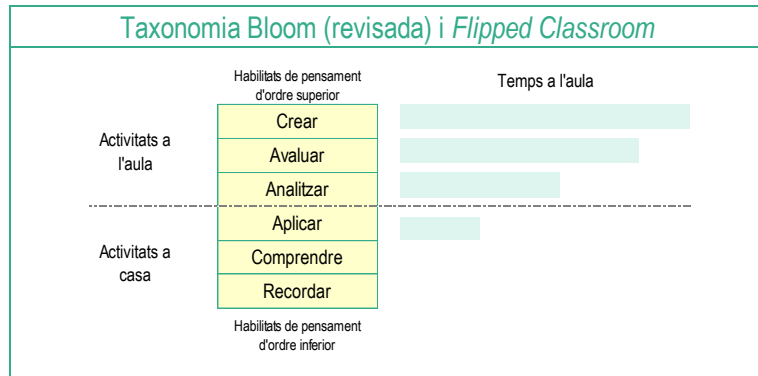 Taxonomia Bloom (revisada) i Flipped Classroom
Habilitats de pensament
d'ordre superior
Temps a l'aula
Crear
Activitats a
l'aula
Avaluar
Analitzar
Aplicar
Activitats a
casa
Comprendre
Recordar
Habilitats de pensament
d'ordre inferior